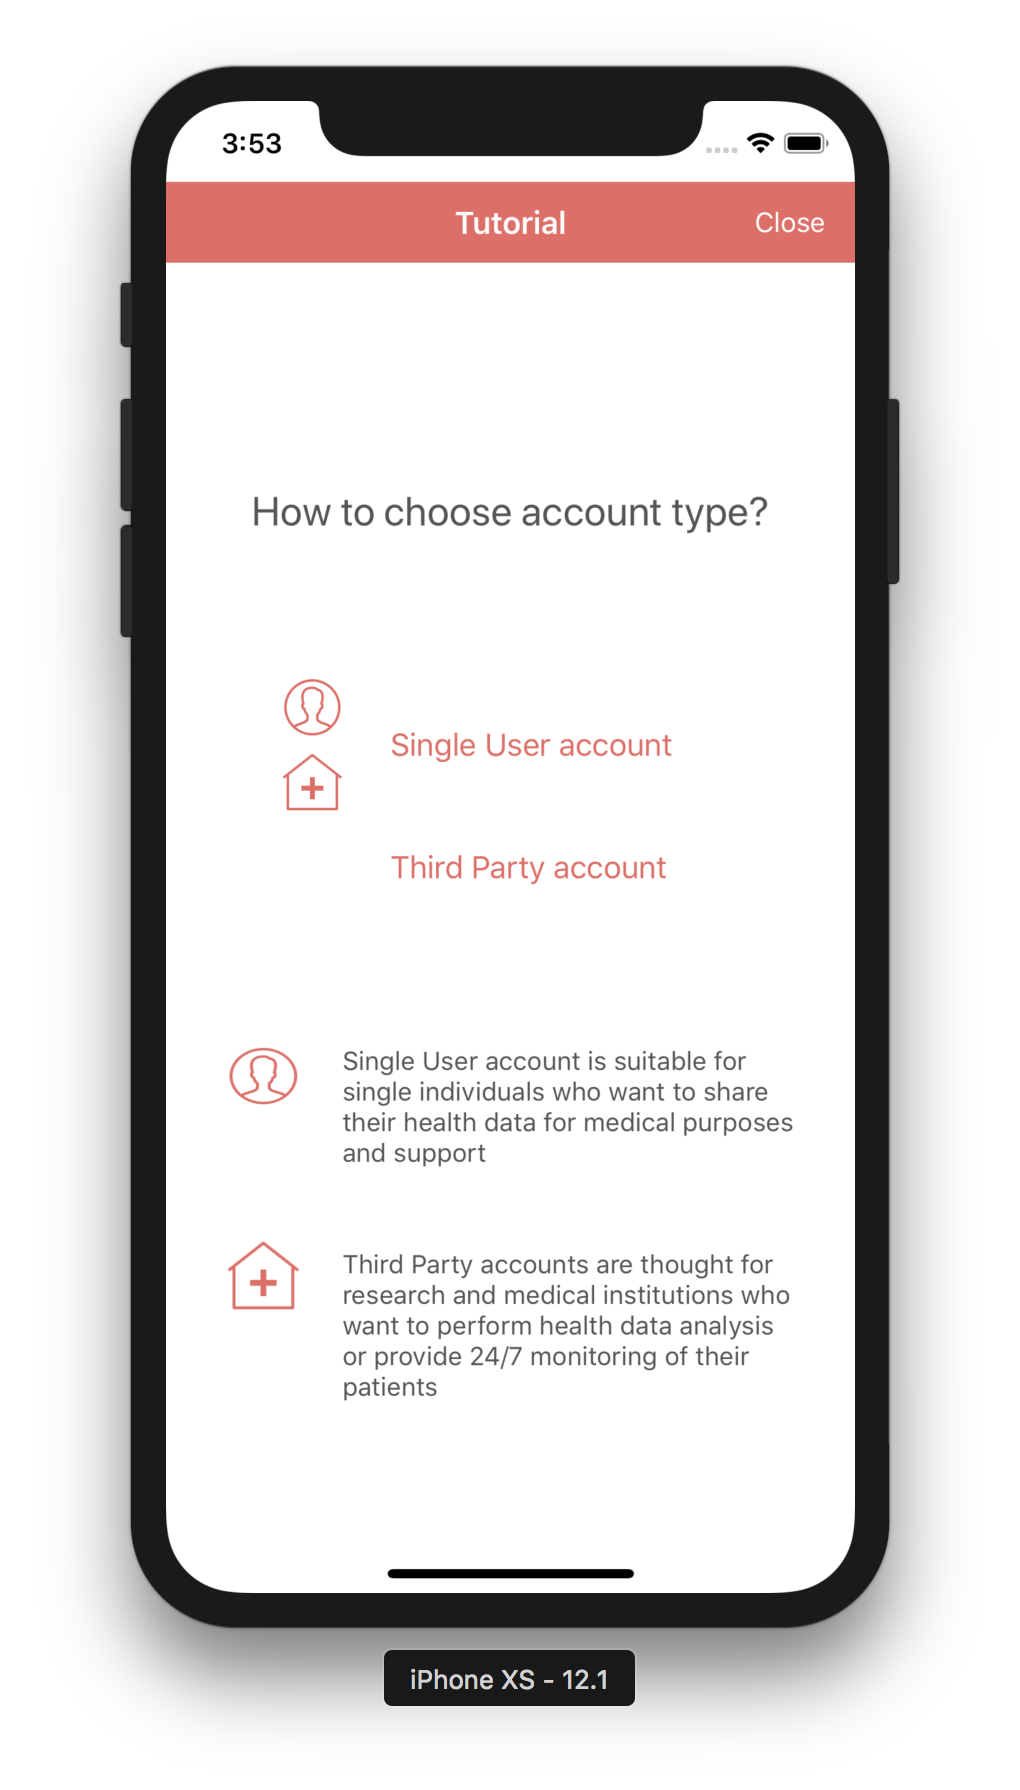 3:53
Tutorial
Close
How to choose account type?
Single User account
Third Party account
Single User account is suitable for
single individuals who want to share
their health data for medical purposes
and support
Third Party accounts are thought for
research and medical institutions who
want to perform health data analysis
or provide 24/7 monitoring of their
patients
iPhone XS - 12.1